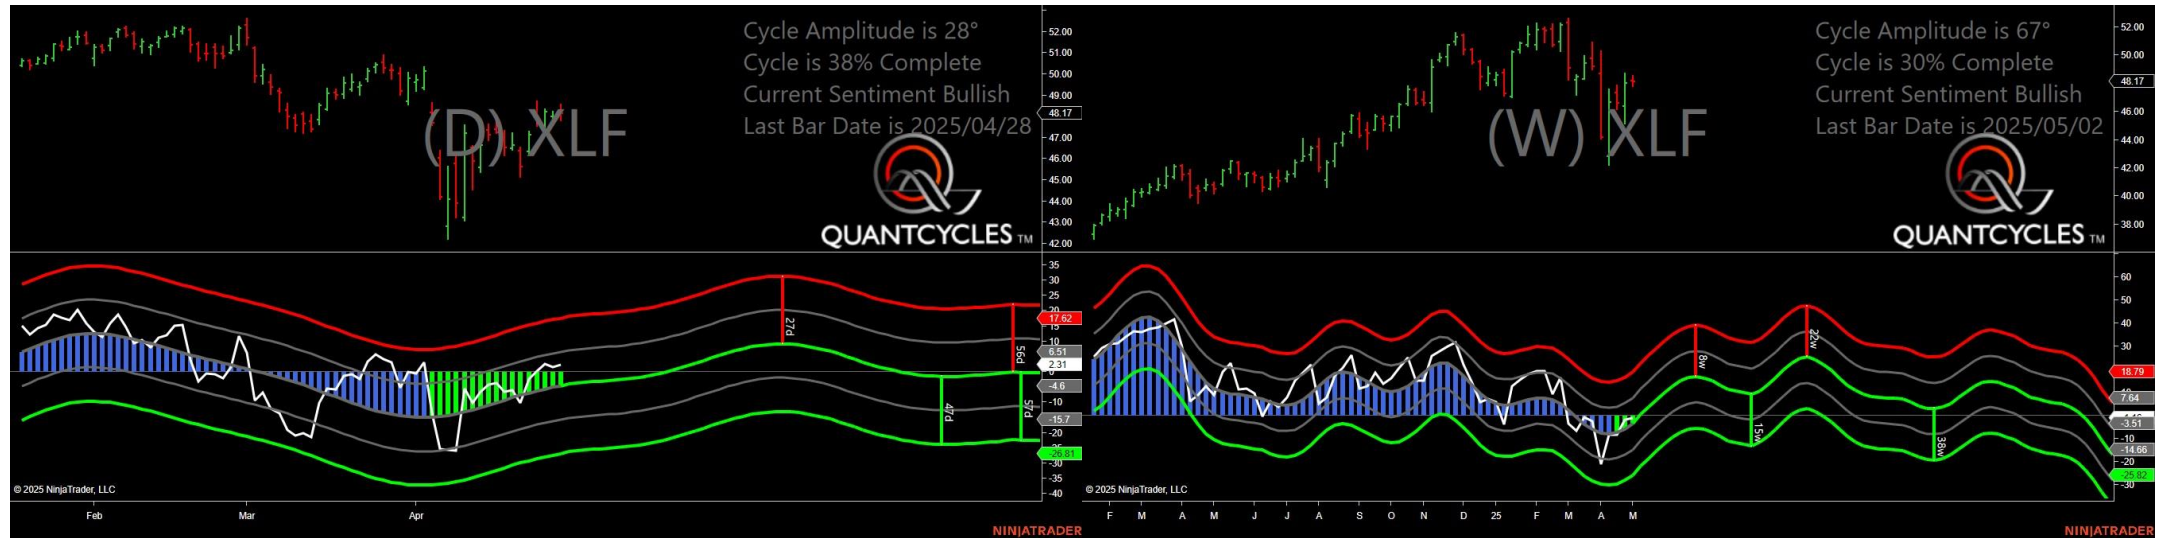 Cycle Amplitude is 28°
Cycle is 38% Complete
Current Sentiment Bullish
Last Bar Date is 2025/04/28
(D) XLF
QUANTCYCLES TM
52.00
51.00
50.00
49.00
48.17
47.00
46.00
45.00
44.00
43.00
42.00
35
30
25
20
17.62
15
10
6.51
2.31
0
-4.6
-10
-15.7
-20
-26.81
-30
-35
-40
27d
56d
47d
57d
© 2025 NinjaTrader, LLC
Feb Mar Apr
NINJATRADER
Cycle Amplitude is 67°
Cycle is 30% Complete
Current Sentiment Bullish
Last Bar Date is 2025/05/02
(W) XLF
QUANTCYCLES TM
52.00
50.00
48.17
46.00
44.00
42.00
40.00
38.00
60
50
40
30
18.79
10
7.64
-3.51
-10
-14.66
-20
-25.82
-30
8w
22w
15w
38w
© 2025 NinjaTrader, LLC
F M A M J J A S O N D 25 F M A M
NINJATRADER